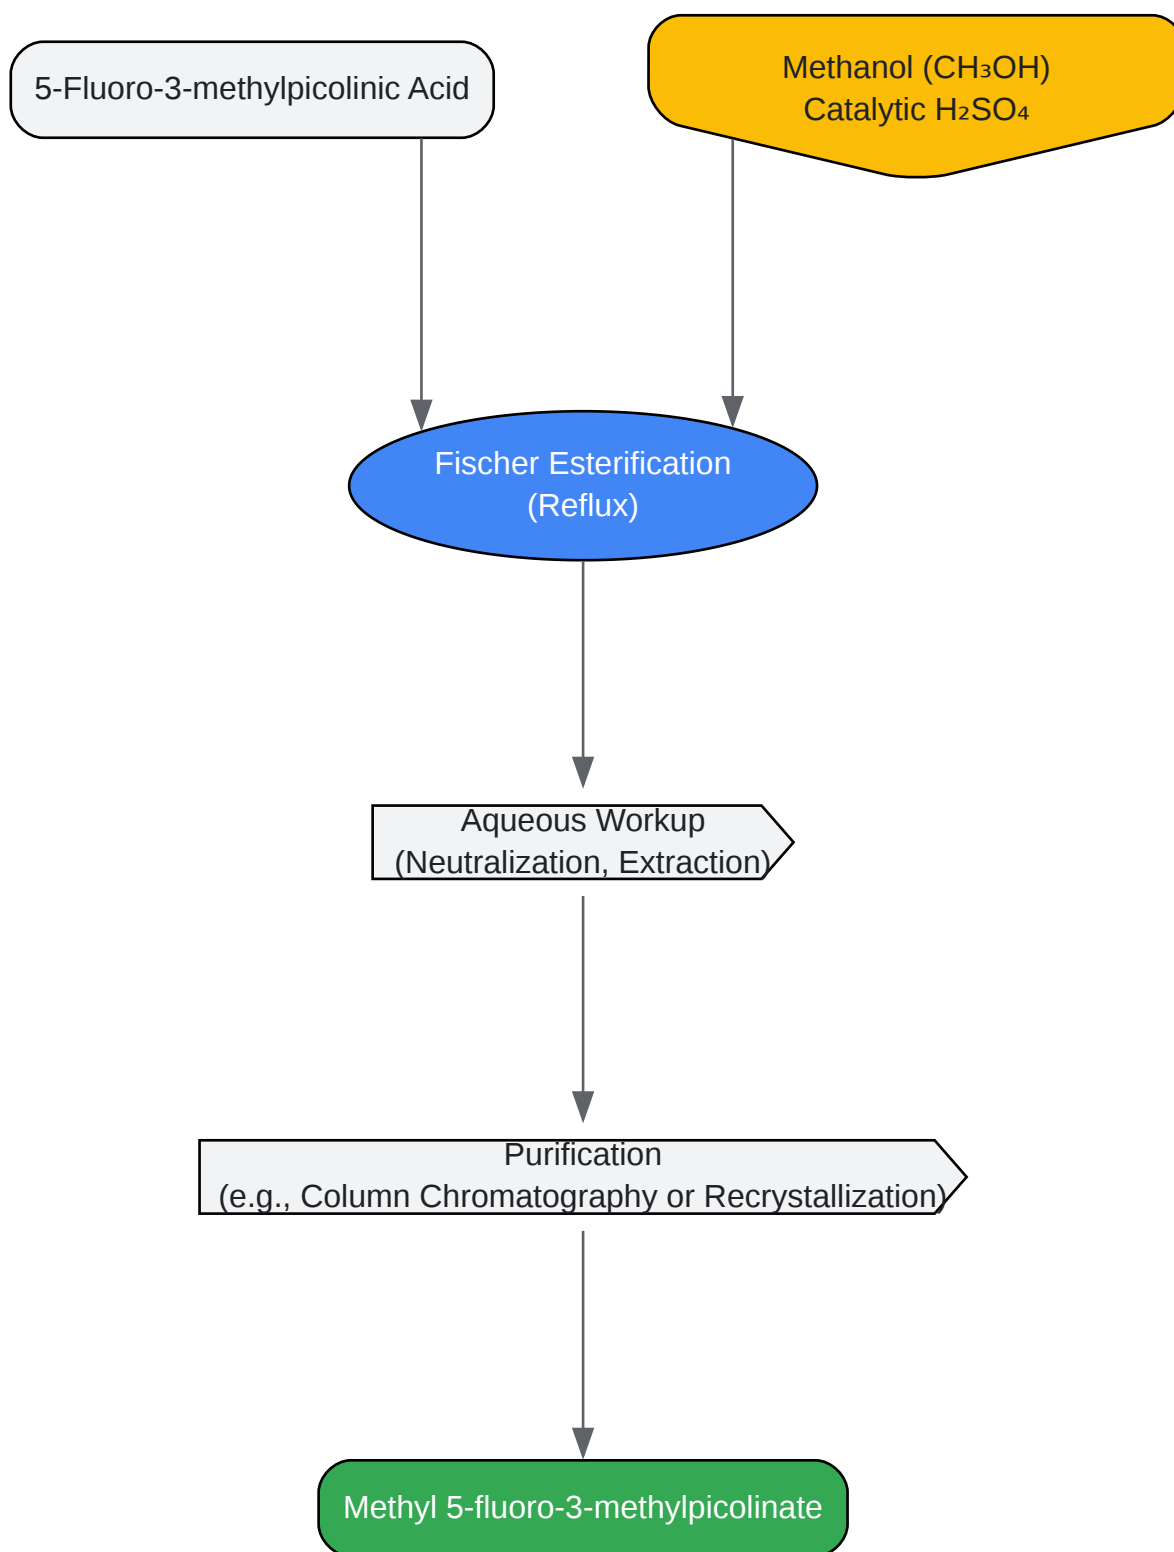 5-Fluoro-3-methylpicolinic Acid
Methanol (CH₃OH)
Catalytic H₂SO₄
Fischer Esterification
(Reflux)
Aqueous Workup
(Neutralization, Extraction)
Purification
(e.g., Column Chromatography or Recrystallization)
Methyl 5-fluoro-3-methylpicolinate